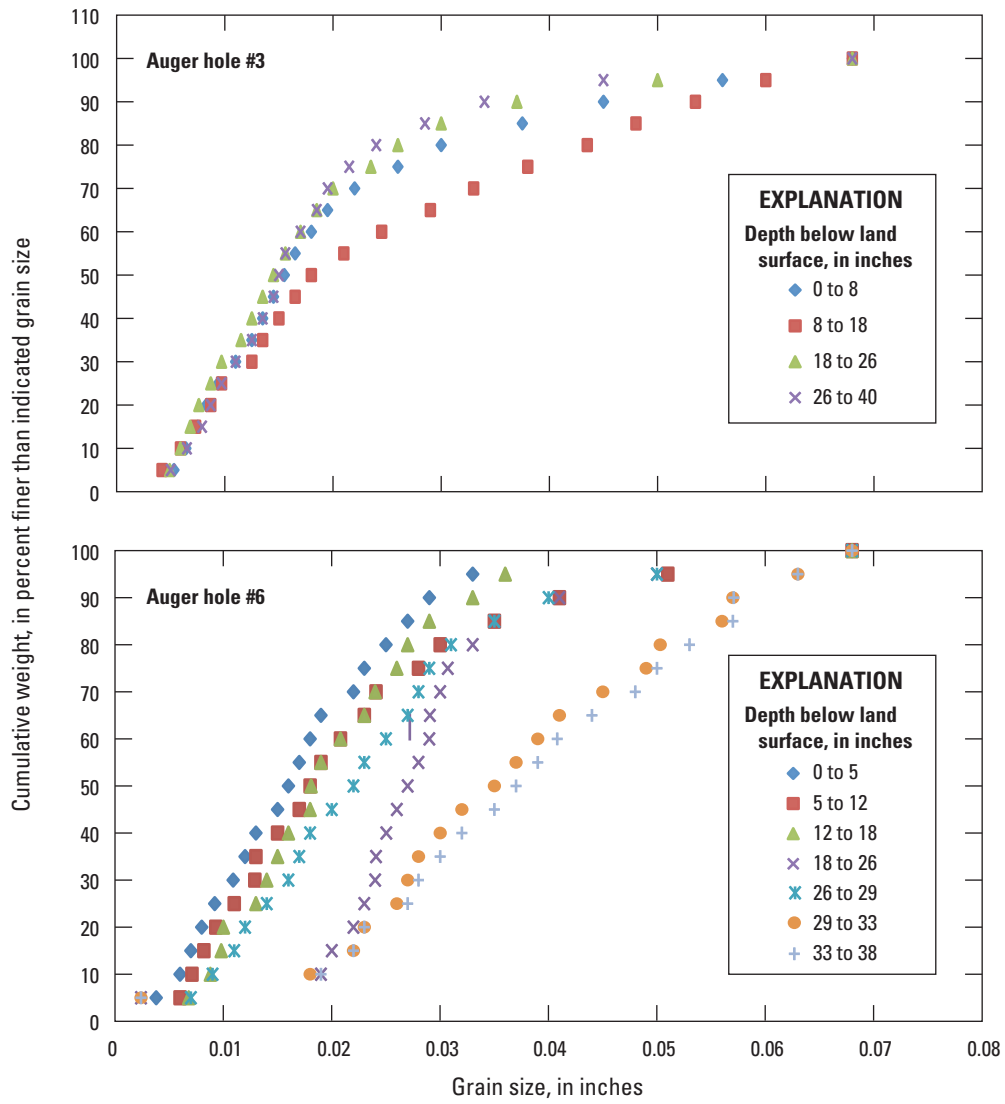 Cumulative weight, in percent finer than indicated grain size
110
100
90
80
70
60
50
40
30
20
10
0
Auger hole #3
EXPLANATION
Depth below land
surface, in inches
0 to 8
8 to 18
18 to 26
26 to 40
100
90
80
70
60
50
40
30
20
10
0
Auger hole #6
EXPLANATION
Depth below land
surface, in inches
0 to 5
5 to 12
12 to 18
18 to 26
26 to 29
29 to 33
33 to 38
0 0.01 0.02 0.03 0.04 0.05 0.06 0.07 0.08
Grain size, in inches